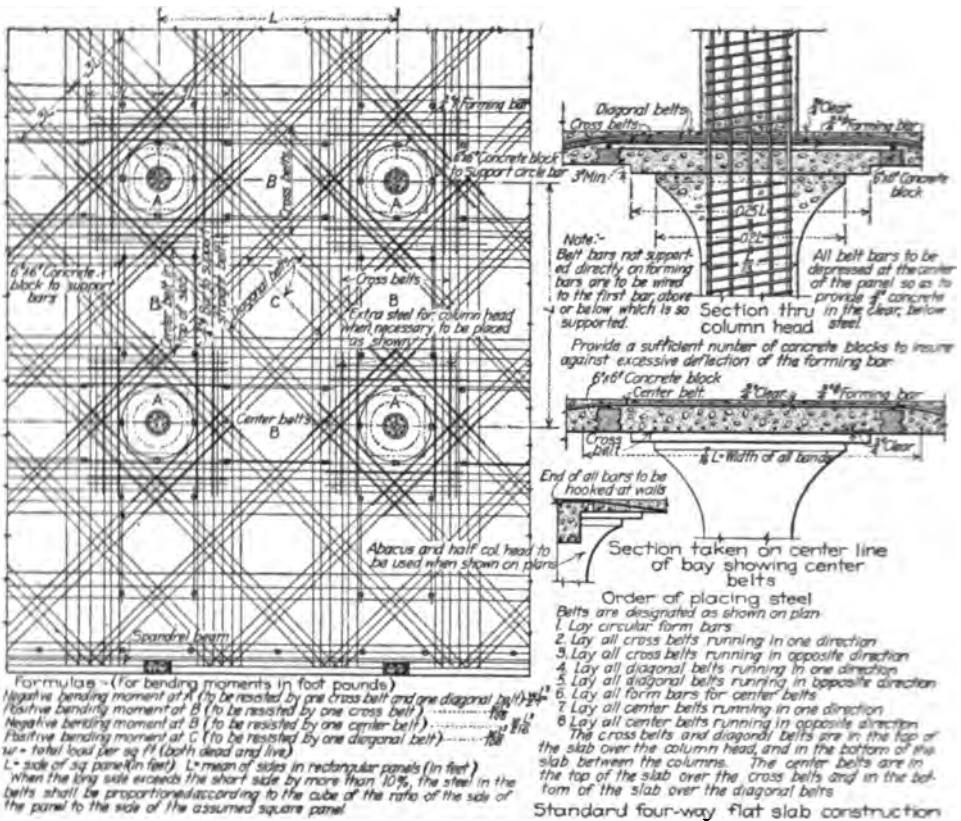 L
⅜"φ Forming bar
6"x6" Concrete block
to support circle bar
A
B
Cross belts
A
6"x6" Concrete
block to support
bars
B
Center belts
top of slab
Diagonal belts
C
Cross belts
B
Extra steel for column head
when necessary to be placed
as shown
L
A
Center belts
B
A
Abacus and half col. head to
be used when shown on plans
Spandrel beam
Diagonal belts
Cross belts
Clear
Forming bar
3" Min.
6"x6" Concrete
block
0.25 L
0.2 L
Note:-
Belt bars not support-
ed directly on forming
bars are to be wired
to the first bar, above
or below which is so
supported.
All belt bars to be
depressed at the center
of the panel so as to
provide ¾" concrete
in the clear, below
steel.
Section thru
column head
Provide a sufficient number of concrete blocks to insure
against excessive deflection of the forming bar
6"x6" Concrete block
Center belt
Clear
Forming bar
Cross
belt
¾" Clear
L = Width of all bands
End of all bars to be
hooked at walls
Section taken on center line
of bay showing center
belts
Order of placing steel
Belts are designated as shown on plan
1. Lay circular form bars
2. Lay all cross belts running in one direction
3. Lay all cross belts running in opposite direction
4. Lay all diagonal belts running in one direction
5. Lay all diagonal belts running in opposite direction
6. Lay all form bars for center belts
7. Lay all center belts running in one direction
8. Lay all center belts running in opposite direction
The cross belts and diagonal belts are in the top of
the slab over the column head, and in the bottom of the
slab between the columns. The center belts are in
the top of the slab over the cross belts and in the bot-
tom of the slab over the diagonal belts
Standard four-way flat slab construction
Formulas - (for bending moments in foot pounds)
Negative bending moment at A (to be resisted by one cross belt and one diagonal belt)
Positive bending moment at B (to be resisted by one cross belt)
Negative bending moment at B (to be resisted by one center belt)
Positive bending moment at C (to be resisted by one diagonal belt)
w = total load per sq ft (both dead and live)
L = side of sq panel (in feet) L = mean of sides in rectangular panels (in feet)
When the long side exceeds the short side by more than 10%, the steel in the
belts shall be proportioned according to the cube of the ratio of the side of
the panel to the side of the assumed square panel